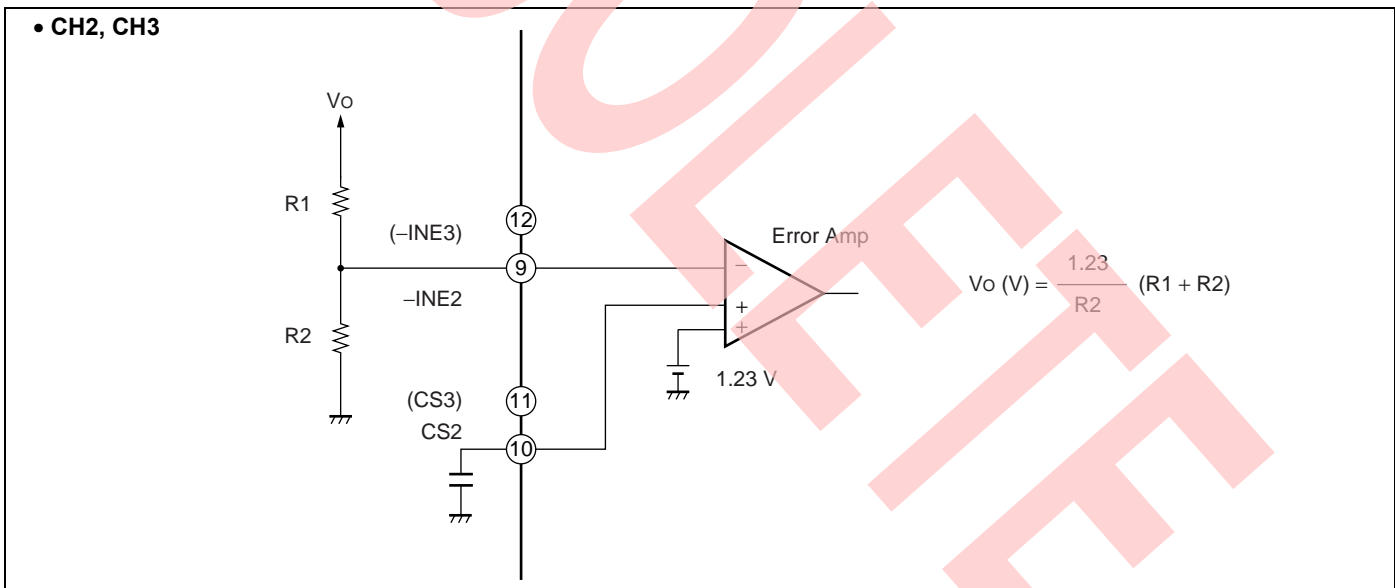 • CH2, CH3
Vo
R1
(−INE3)
12
9
−INE2
R2
(CS3)
11
CS2
10
Error Amp
−
+
+
1.23 V
Vo (V) = 1.23 / R2 (R1 + R2)
OLETE